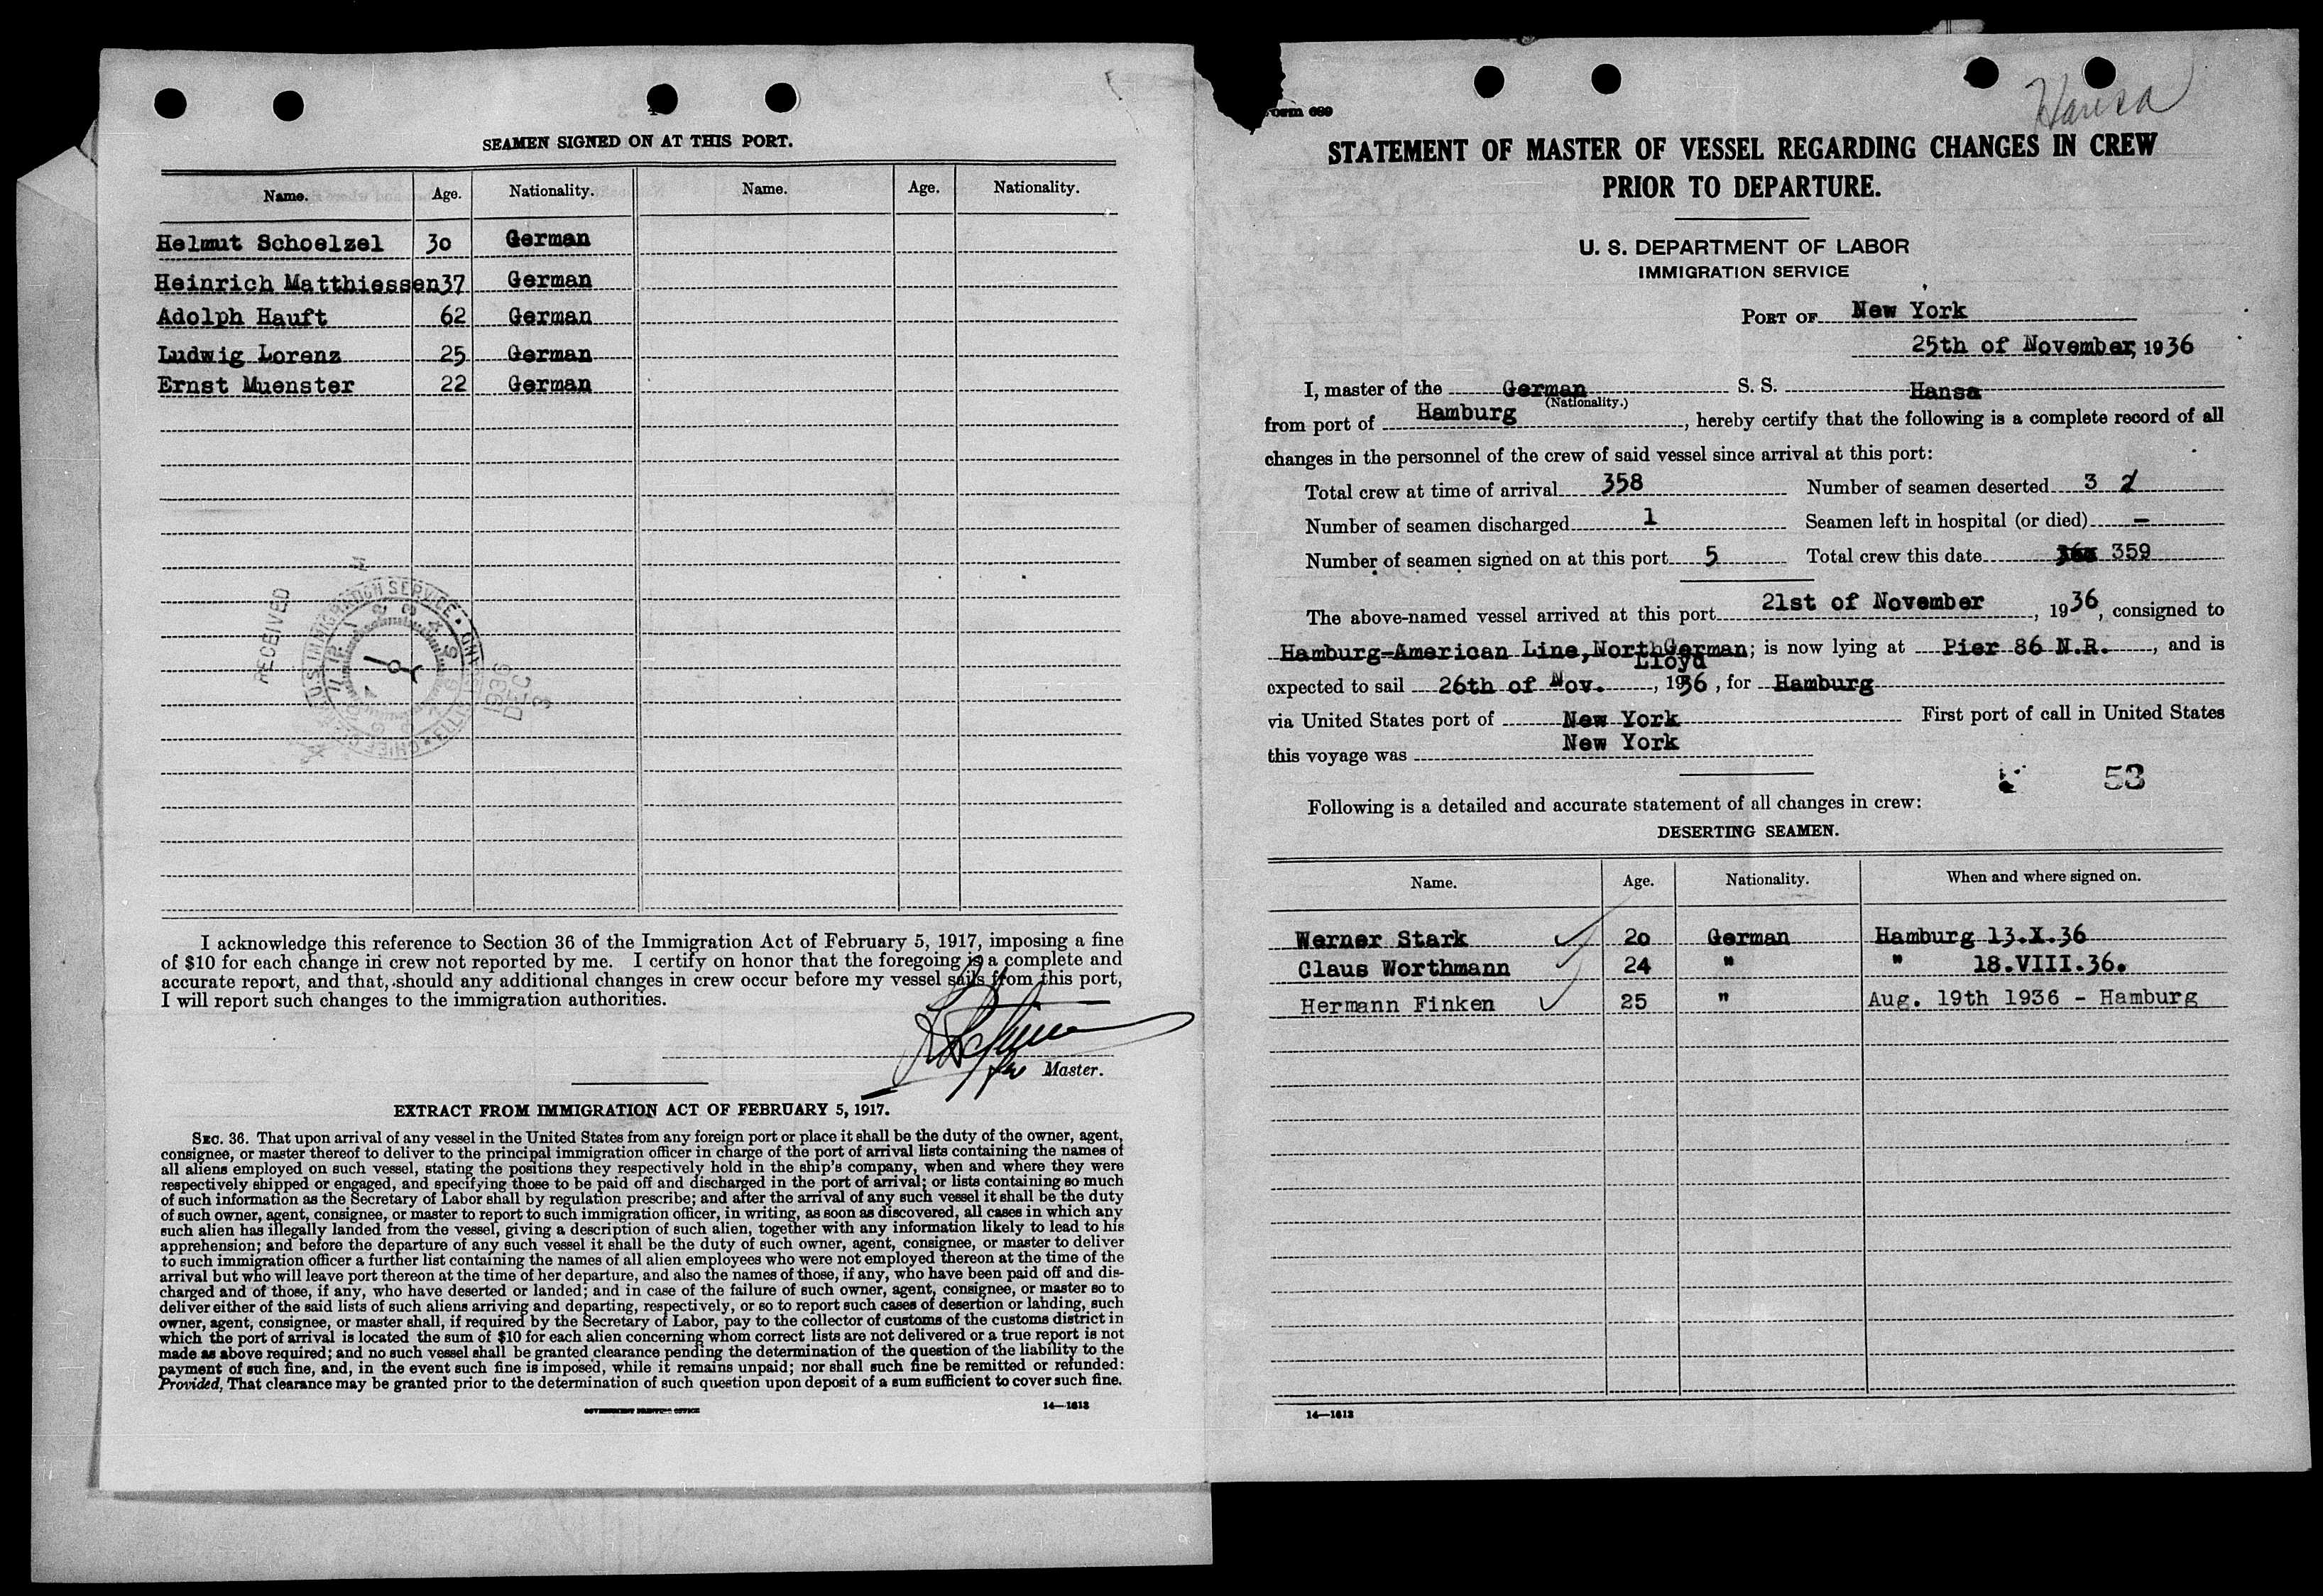 4
SEAMEN SIGNED ON AT THIS PORT.
Name. Age. Nationality. Name. Age. Nationality.
Helmut Schoelzel 30 German
Heinrich Matthiessen 37 German
Adolph Hauft 62 German
Ludwig Lorenz 25 German
Ernst Muenster 22 German
RECEIVED
U.S. IMMIGRATION SERVICE
1936
DEC
3
I acknowledge this reference to Section 36 of the Immigration Act of February 5, 1917, imposing a fine
of $10 for each change in crew not reported by me. I certify on honor that the foregoing is a complete and
accurate report, and that, should any additional changes in crew occur before my vessel sails from this port,
I will report such changes to the immigration authorities.
Master.
EXTRACT FROM IMMIGRATION ACT OF FEBRUARY 5, 1917.
SEC. 36. That upon arrival of any vessel in the United States from any foreign port or place it shall be the duty of the owner, agent,
consignee, or master thereof to deliver to the principal immigration officer in charge of the port of arrival lists containing the names of
all aliens employed on such vessel, stating the positions they respectively hold in the ship's company, when and where they were
respectively shipped or engaged, and specifying those to be paid off and discharged in the port of arrival; or lists containing so much
of such information as the Secretary of Labor shall by regulation prescribe; and after the arrival of any such vessel it shall be the duty
of such owner, agent, consignee, or master to report to such immigration officer, in writing, as soon as discovered, all cases in which any
such alien has illegally landed from the vessel, giving a description of such alien, together with any information likely to lead to his
apprehension; and before the departure of any such vessel it shall be the duty of such owner, agent, consignee, or master to deliver
to such immigration officer a further list containing the names of all alien employees who were not employed thereon at the time of the
arrival but who will leave port thereon at the time of her departure, and also the names of those, if any, who have been paid off and dis-
charged and of those, if any, who have deserted or landed; and in case of the failure of such owner, agent, consignee, or master so to
deliver either of the said lists of such aliens arriving and departing, respectively, or so to report such cases of desertion or landing, such
owner, agent, consignee, or master shall, if required by the Secretary of Labor, pay to the collector of customs of the customs district in
which the port of arrival is located the sum of $10 for each alien concerning whom correct lists are not delivered or a true report is not
made as above required; and no such vessel shall be granted clearance pending the determination of the question of the liability to the
payment of such fine, and, in the event such fine is imposed, while it remains unpaid; nor shall such fine be remitted or refunded:
Provided, That clearance may be granted prior to the determination of such question upon deposit of a sum sufficient to cover such fine.
GOVERNMENT PRINTING OFFICE 14—1613
Form 689
Hansa
STATEMENT OF MASTER OF VESSEL REGARDING CHANGES IN CREW
PRIOR TO DEPARTURE.
U. S. DEPARTMENT OF LABOR
IMMIGRATION SERVICE
PORT OF New York
25th of November, 1936
I, master of the German S. S. Hansa
(Nationality.)
from port of Hamburg, hereby certify that the following is a complete record of all
changes in the personnel of the crew of said vessel since arrival at this port:
Total crew at time of arrival 358 Number of seamen deserted 3
Number of seamen discharged 1 Seamen left in hospital (or died) —
Number of seamen signed on at this port 5 Total crew this date 359
The above-named vessel arrived at this port 21st of November, 1936, consigned to
Hamburg-American Line, North German; is now lying at Pier 86 N.R., and is
Lloyd
expected to sail 26th of Nov., 1936, for Hamburg
via United States port of New York First port of call in United States
this voyage was New York
53
Following is a detailed and accurate statement of all changes in crew:
DESERTING SEAMEN.
Name. Age. Nationality. When and where signed on.
Werner Stark 20 German Hamburg 13.X.36
Claus Worthmann 24 " " 18.VIII.36.
Hermann Finken 25 " Aug. 19th 1936 - Hamburg
14—1613